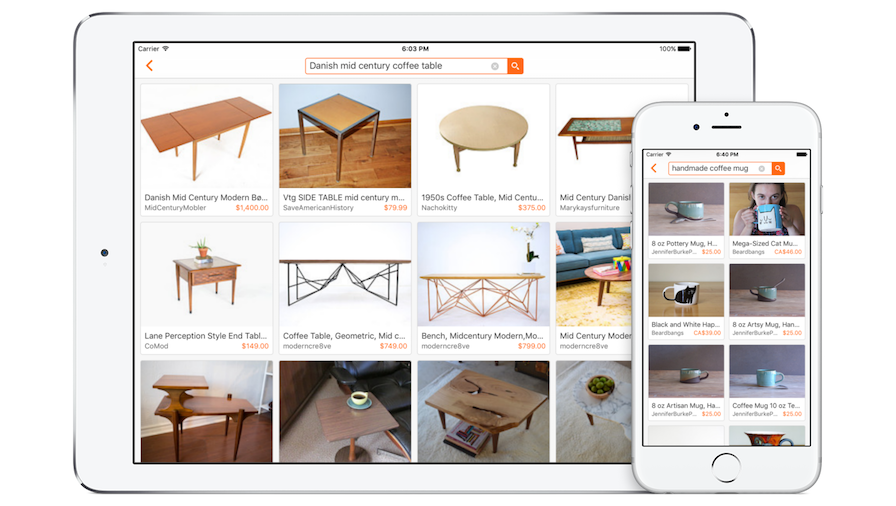 Carrier 6:03 PM 100%
Danish mid century coffee table
Danish Mid Century Modern Bø...
MidCenturyMobler $1,400.00
Vtg SIDE TABLE mid century m...
SaveAmericanHistory $79.99
1950s Coffee Table, Mid Centu...
Nachokitty $375.00
Mid Century Danis
Marykaysfurniture
Lane Perception Style End Tabl...
CoMod $149.00
Coffee Table, Geometric, Mid c...
moderncre8ve $749.00
Bench, Midcentury Modern,Mo...
moderncre8ve $799.00
Mid Century Modern
moderncre8ve
Carrier 6:40 PM
handmade coffee mug
8 oz Pottery Mug, H...
JenniferBurkeP... $25.00
Mega-Sized Cat Mu...
Beardbangs CA$46.00
Black and White Hap...
Beardbangs CA$39.00
8 oz Artsy Mug, Han...
JenniferBurke... $25.00
8 oz Artisan Mug, Ha...
JenniferBurkeP... $25.00
Coffee Mug 10 oz Te...
JenniferBurkeP... $25.00